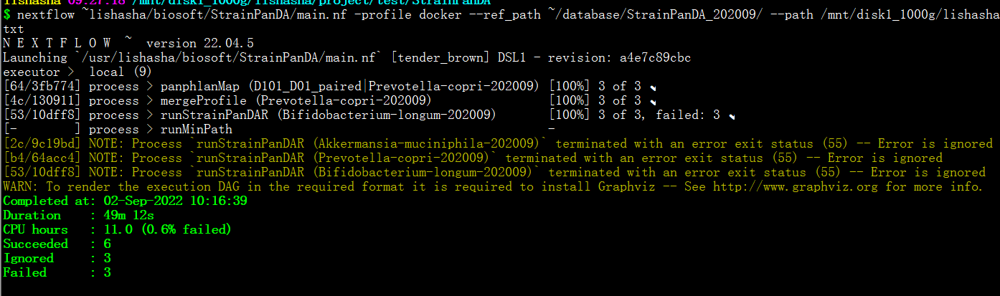 lishasha 09:27:18 /mnt/disk1_1000g/lishasha/project/test/StrainPanDA
$ nextflow ~lishasha/biosoft/StrainPanDA/main.nf -profile docker --ref_path ~/database/StrainPanDA_202009/ --path /mnt/disk1_1000g/lishasha
txt
N E X T F L O W  ~  version 22.04.5
Launching `/usr/lishasha/biosoft/StrainPanDA/main.nf` [tender_brown] DSL1 - revision: a4e7c89cbc
executor >  local (9)
[64/3fb774] process > panphlanMap (D101_D01_paired|Prevotella-copri-202009) [100%] 3 of 3 ✔
[4c/130911] process > mergeProfile (Prevotella-copri-202009)                [100%] 3 of 3 ✔
[53/10dff8] process > runStrainPanDAR (Bifidobacterium-longum-202009)       [100%] 3 of 3, failed: 3 ✔
[-        ] process > runMinPath                                            -
[2c/9c19bd] NOTE: Process `runStrainPanDAR (Akkermansia-muciniphila-202009)` terminated with an error exit status (55) -- Error is ignored
[b4/64acc4] NOTE: Process `runStrainPanDAR (Prevotella-copri-202009)` terminated with an error exit status (55) -- Error is ignored
[53/10dff8] NOTE: Process `runStrainPanDAR (Bifidobacterium-longum-202009)` terminated with an error exit status (55) -- Error is ignored
WARN: To render the execution DAG in the required format it is required to install Graphviz -- See http://www.graphviz.org for more info.
Completed at: 02-Sep-2022 10:16:39
Duration    : 49m 12s
CPU hours   : 11.0 (0.6% failed)
Succeeded   : 6
Ignored     : 3
Failed      : 3